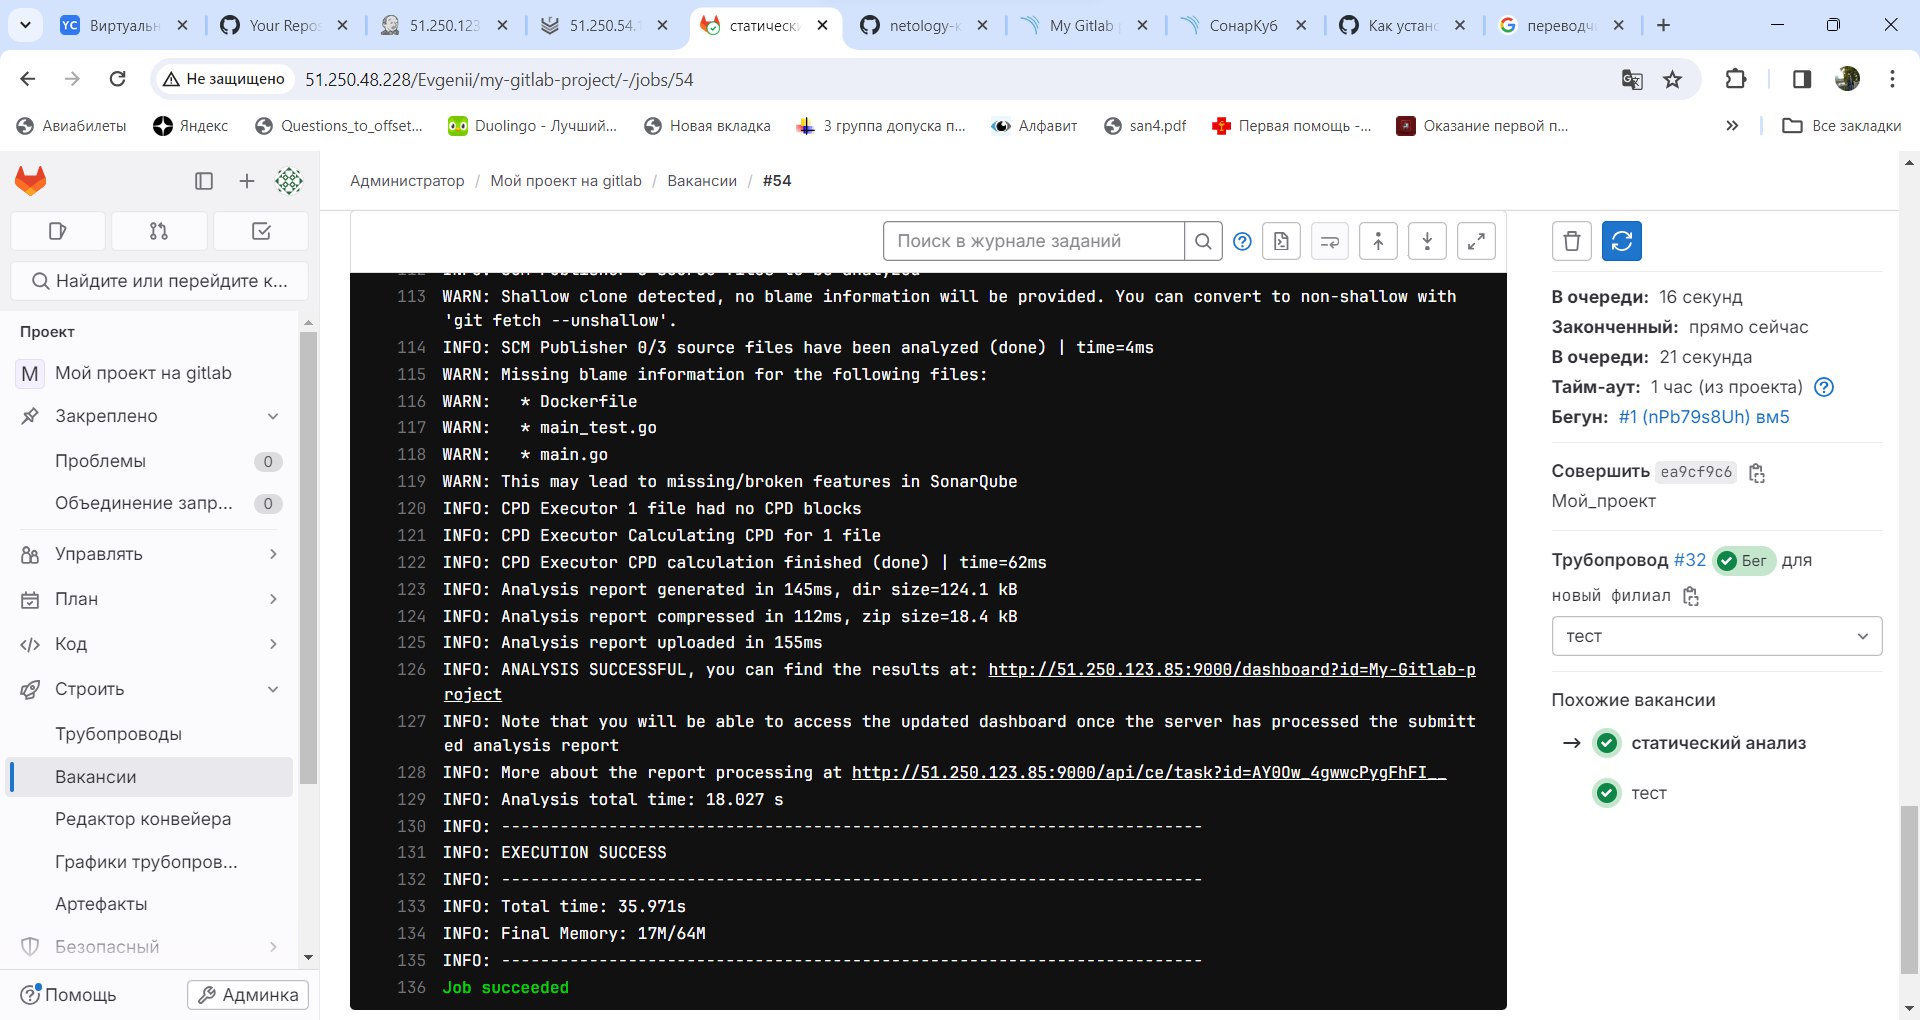 Виртуальн
Your Repos
51.250.123
51.250.54.
статическ
netology-k
My Gitlab
СонарКуб
Как устан
переводчи
Не защищено
51.250.48.228/Evgenii/my-gitlab-project/-/jobs/54
Авиабилеты
Яндекс
Questions_to_offset...
Duolingo - Лучший...
Новая вкладка
3 группа допуска п...
Алфавит
san4.pdf
Первая помощь -...
Оказание первой п...
»
Все закладки
Администратор / Мой проект на gitlab / Вакансии / #54
Найдите или перейдите к...
Проект
M Мой проект на gitlab
Закреплено
Проблемы 0
Объединение запр... 0
Управлять
План
Код
Строить
Трубопроводы
Вакансии
Редактор конвейера
Графики трубопров...
Артефакты
Безопасный
Помощь
Админка
Поиск в журнале заданий
112 INFO: SCM Publisher 3 source files to be analyzed
113 WARN: Shallow clone detected, no blame information will be provided. You can convert to non-shallow with
'git fetch --unshallow'.
114 INFO: SCM Publisher 0/3 source files have been analyzed (done) | time=4ms
115 WARN: Missing blame information for the following files:
116 WARN:   * Dockerfile
117 WARN:   * main_test.go
118 WARN:   * main.go
119 WARN: This may lead to missing/broken features in SonarQube
120 INFO: CPD Executor 1 file had no CPD blocks
121 INFO: CPD Executor Calculating CPD for 1 file
122 INFO: CPD Executor CPD calculation finished (done) | time=62ms
123 INFO: Analysis report generated in 145ms, dir size=124.1 kB
124 INFO: Analysis report compressed in 112ms, zip size=18.4 kB
125 INFO: Analysis report uploaded in 155ms
126 INFO: ANALYSIS SUCCESSFUL, you can find the results at: http://51.250.123.85:9000/dashboard?id=My-Gitlab-p
roject
127 INFO: Note that you will be able to access the updated dashboard once the server has processed the submitt
ed analysis report
128 INFO: More about the report processing at http://51.250.123.85:9000/api/ce/task?id=AY0Ow_4gwwcPygFhFI__
129 INFO: Analysis total time: 18.027 s
130 INFO: ------------------------------------------------------------------------
131 INFO: EXECUTION SUCCESS
132 INFO: ------------------------------------------------------------------------
133 INFO: Total time: 35.971s
134 INFO: Final Memory: 17M/64M
135 INFO: ------------------------------------------------------------------------
136 Job succeeded
В очереди: 16 секунд
Законченный: прямо сейчас
В очереди: 21 секунда
Тайм-аут: 1 час (из проекта)
Бегун: #1 (nPb79s8Uh) вм5
Совершить ea9cf9c6
Мой_проект
Трубопровод #32 Бег для
новый филиал
тест
Похожие вакансии
статический анализ
тест